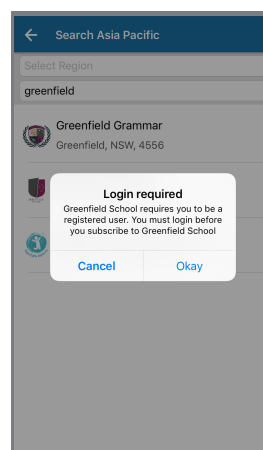 Search Asia Pacific
Select Region
greenfield
Greenfield Grammar
Greenfield, NSW, 4556
Login required
Greenfield School requires you to be a
registered user. You must login before
you subscribe to Greenfield School
Cancel
Okay